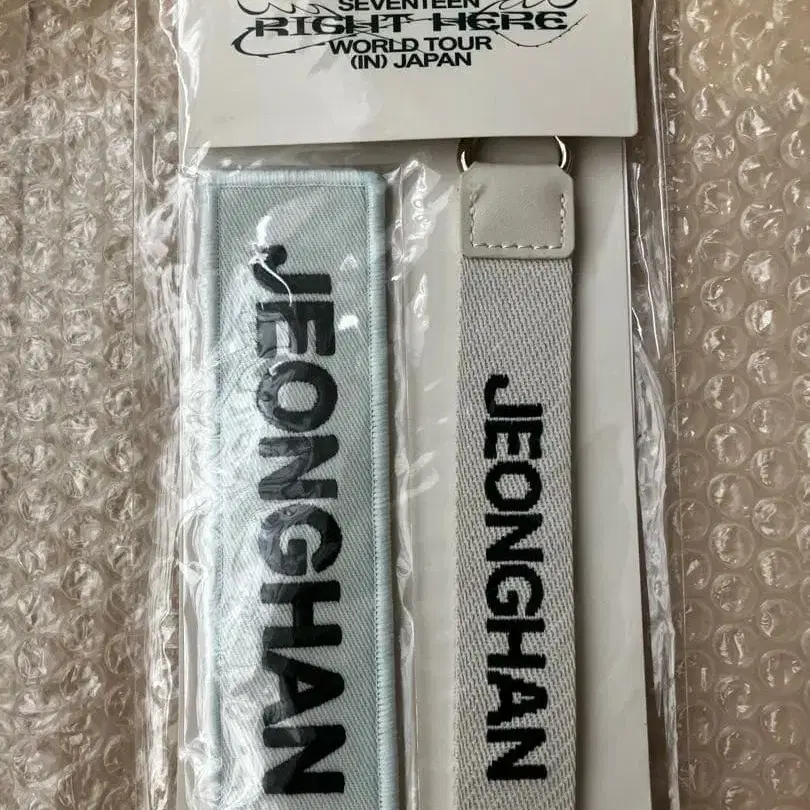 SEVENTEEN
RIGHT HERE
WORLD TOUR
(IN) JAPAN
JEONGHAN
JEONGHAN